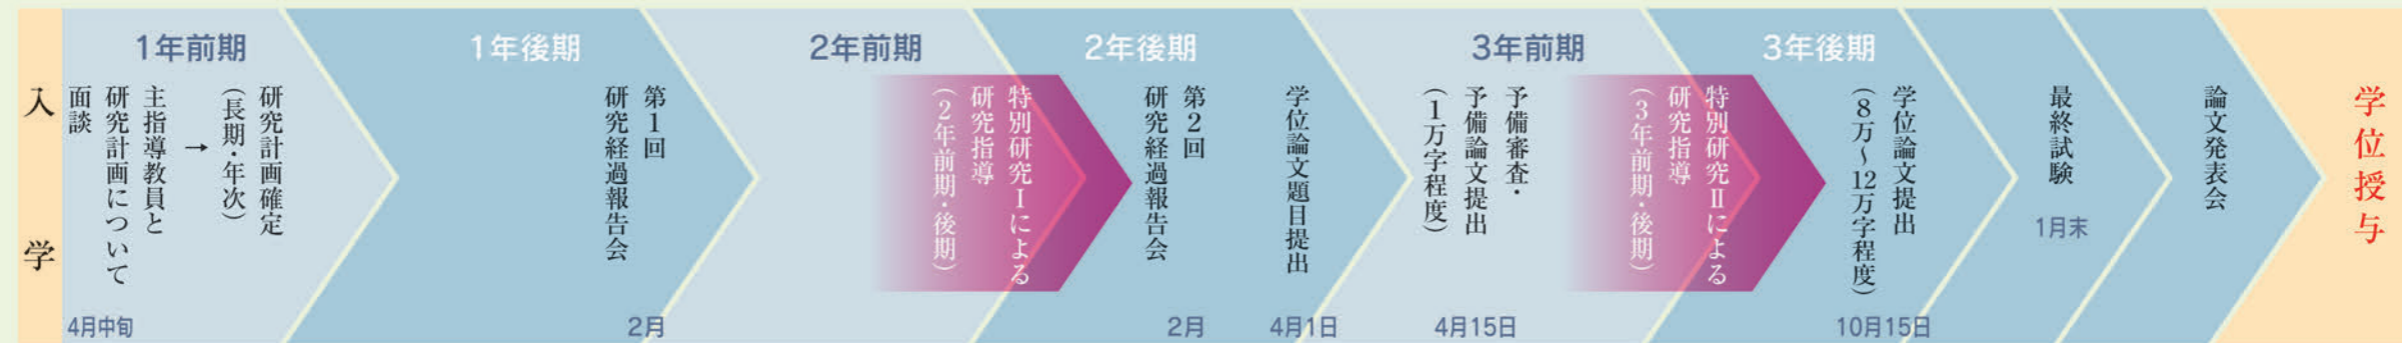 入学
1年前期
主指導教員と
研究計画について
面談
→
研究計画確定
(長期・年次)
4月中旬
1年後期
第1回
研究経過報告会
2月
2年前期
特別研究Ⅰによる
研究指導
(2年前期・後期)
2年後期
第2回
研究経過報告会
2月
学位論文題目提出
4月1日
3年前期
予備審査・
予備論文提出
(1万字程度)
4月15日
特別研究Ⅱによる
研究指導
(3年前期・後期)
3年後期
学位論文提出
(8万〜12万字程度)
10月15日
最終試験
1月末
論文発表会
学位授与